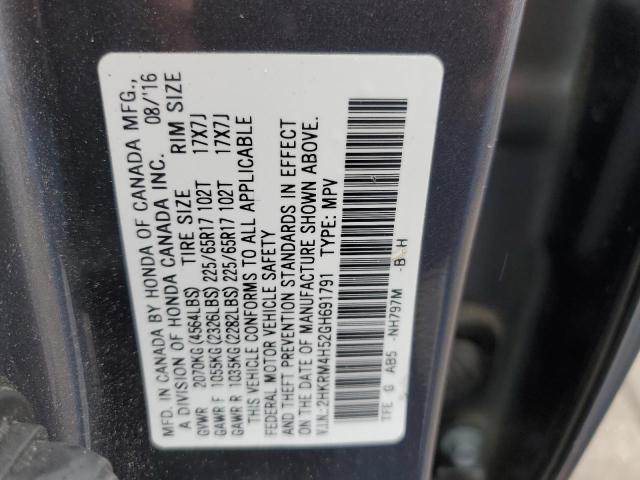 MFD. IN CANADA BY HONDA OF CANADA MFG.,
A DIVISION OF HONDA CANADA INC. 08/'16
GVWR 2070KG(4564LBS) TIRE SIZE RIM SIZE
GAWR F 1055KG(2326LBS) 225/65R17 102T 17X7J
GAWR R 1035KG(2282LBS) 225/65R17 102T 17X7J
THIS VEHICLE CONFORMS TO ALL APPLICABLE
FEDERAL MOTOR VEHICLE SAFETY
AND THEFT PREVENTION STANDARDS IN EFFECT
ON THE DATE OF MANUFACTURE SHOWN ABOVE.
V.I.N.:2HKRM4H52GH691791 TYPE: MPV
TFE G AB5 -NH797M -B -H